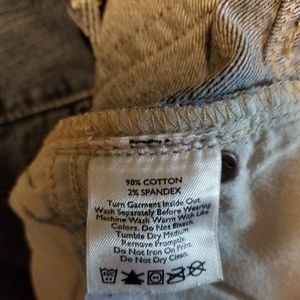 98% COTTON
2% SPANDEX
Turn Garment Inside Out
Wash Separately Before Wearing
Machine Wash Warm With Like
Colors. Do Not Bleach.
Tumble Dry Medium.
Remove Promptly.
Do Not Iron On Print.
Do Not Dry Clean.